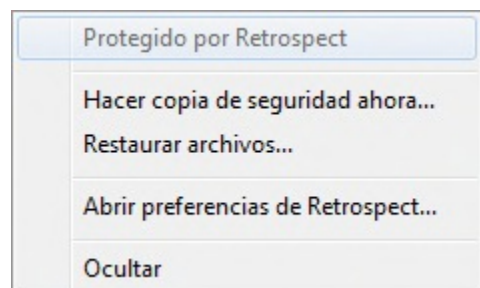 Protegido por Retrospect
Hacer copia de seguridad ahora...
Restaurar archivos...
Abrir preferencias de Retrospect...
Ocultar